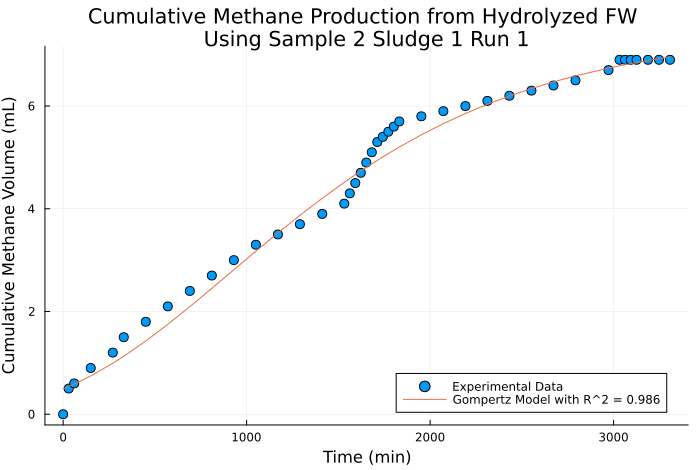 Cumulative Methane Production from Hydrolyzed FW
Using Sample 2 Sludge 1 Run 1
Cumulative Methane Volume (mL)
6
4
2
0
Experimental Data
Gompertz Model with R^2 = 0.986
0 1000 2000 3000
Time (min)